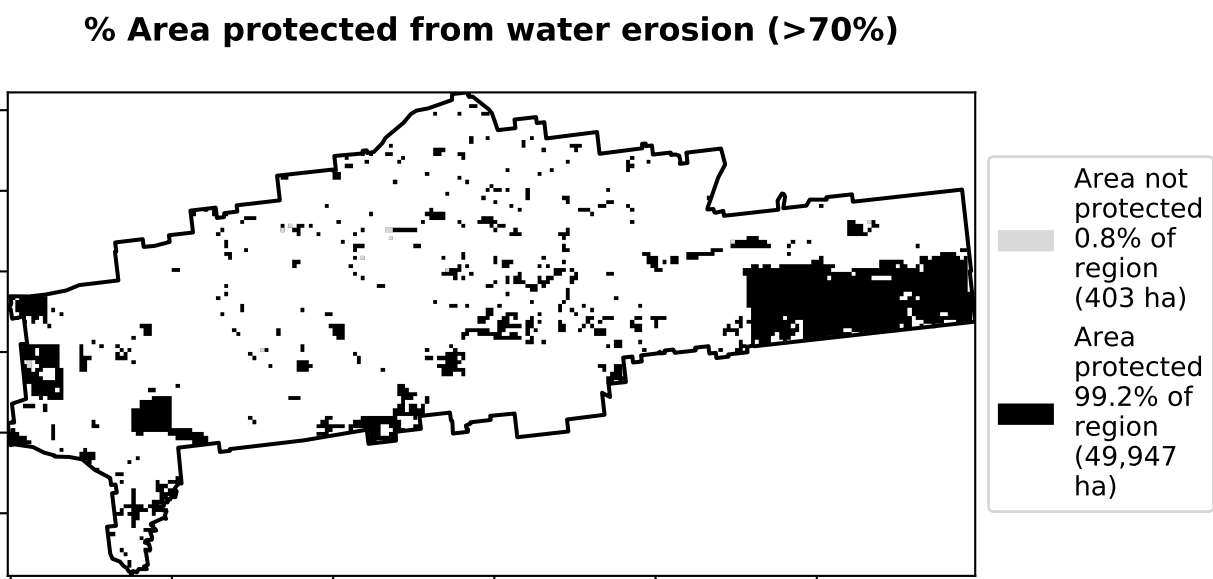 % Area protected from water erosion (>70%)
Area not
protected
0.8% of
region
(403 ha)
Area
protected
99.2% of
region
(49,947
ha)